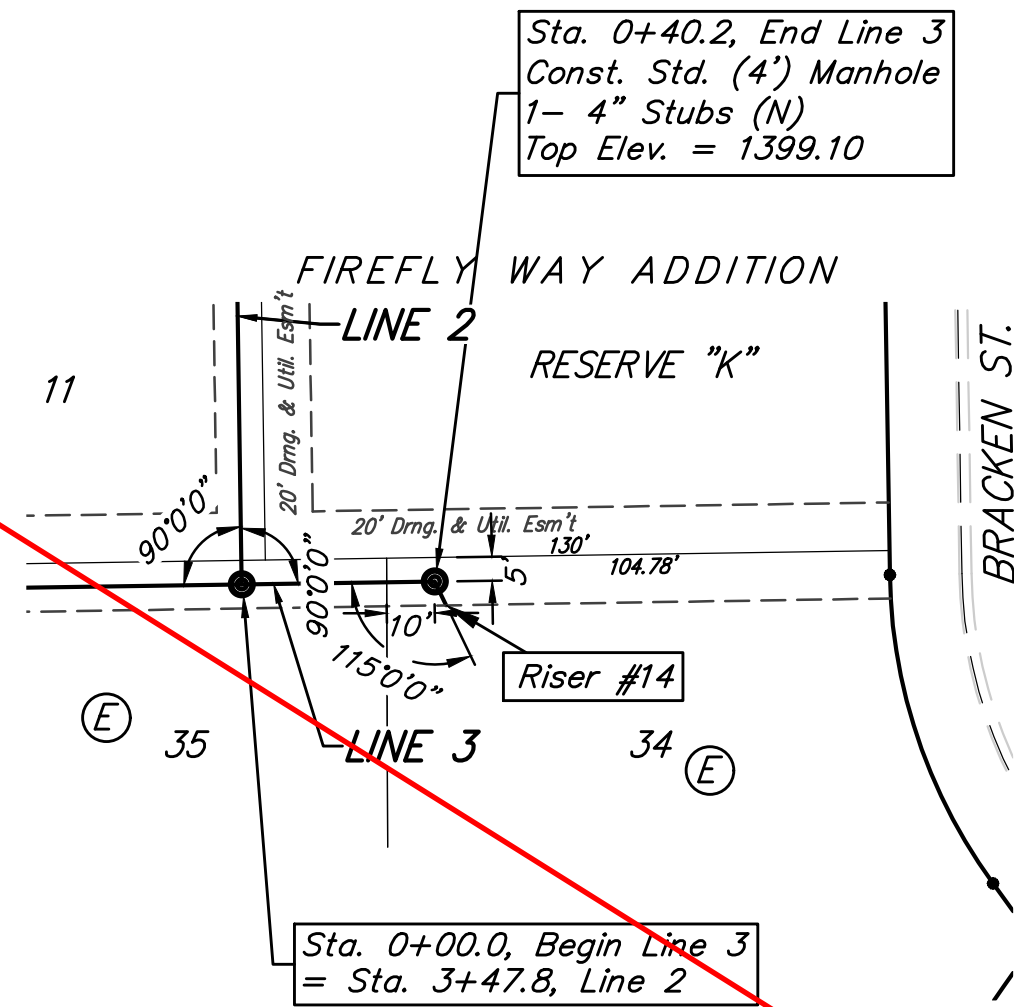 Sta. 0+40.2, End Line 3
Const. Std. (4') Manhole
1- 4" Stubs (N)
Top Elev. = 1399.10
FIREFLY WAY ADDITION
LINE 2
RESERVE "K"
11
20' Drng. & Util. Esm't
BRACKEN ST.
90°0'0"
20' Drng. & Util. Esm't
130'
104.78'
90°0'0"
5'
10'
115°0'0"
Riser #14
E
35
LINE 3
34
E
Sta. 0+00.0, Begin Line 3
= Sta. 3+47.8, Line 2